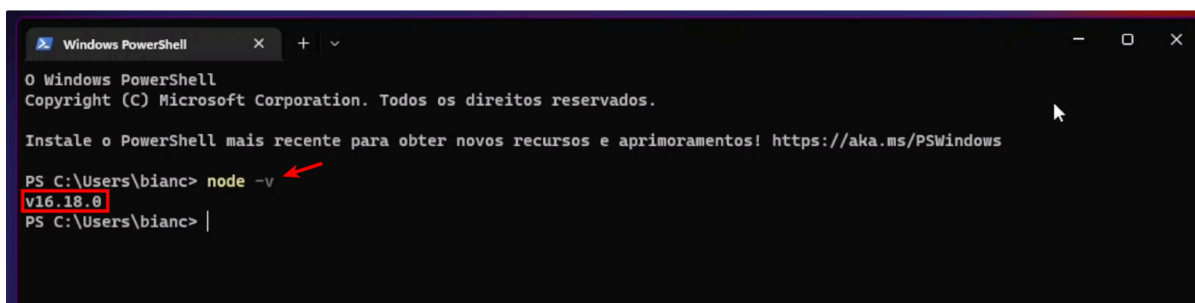 Windows PowerShell
O Windows PowerShell
Copyright (C) Microsoft Corporation. Todos os direitos reservados.
Instale o PowerShell mais recente para obter novos recursos e aprimoramentos! https://aka.ms/PSWindows
PS C:\Users\bianc> node -v
v16.18.0
PS C:\Users\bianc>